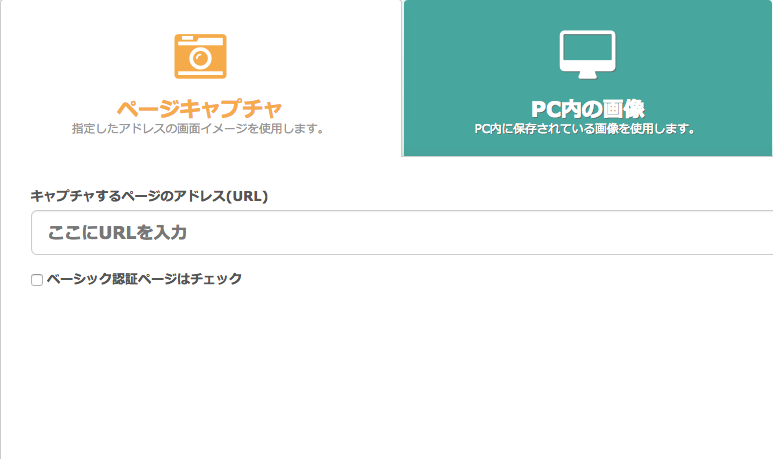 ページキャプチャ
指定したアドレスの画面イメージを使用します。
PC内の画像
PC内に保存されている画像を使用します。
キャプチャするページのアドレス(URL)
ここにURLを入力
ベーシック認証ページはチェック